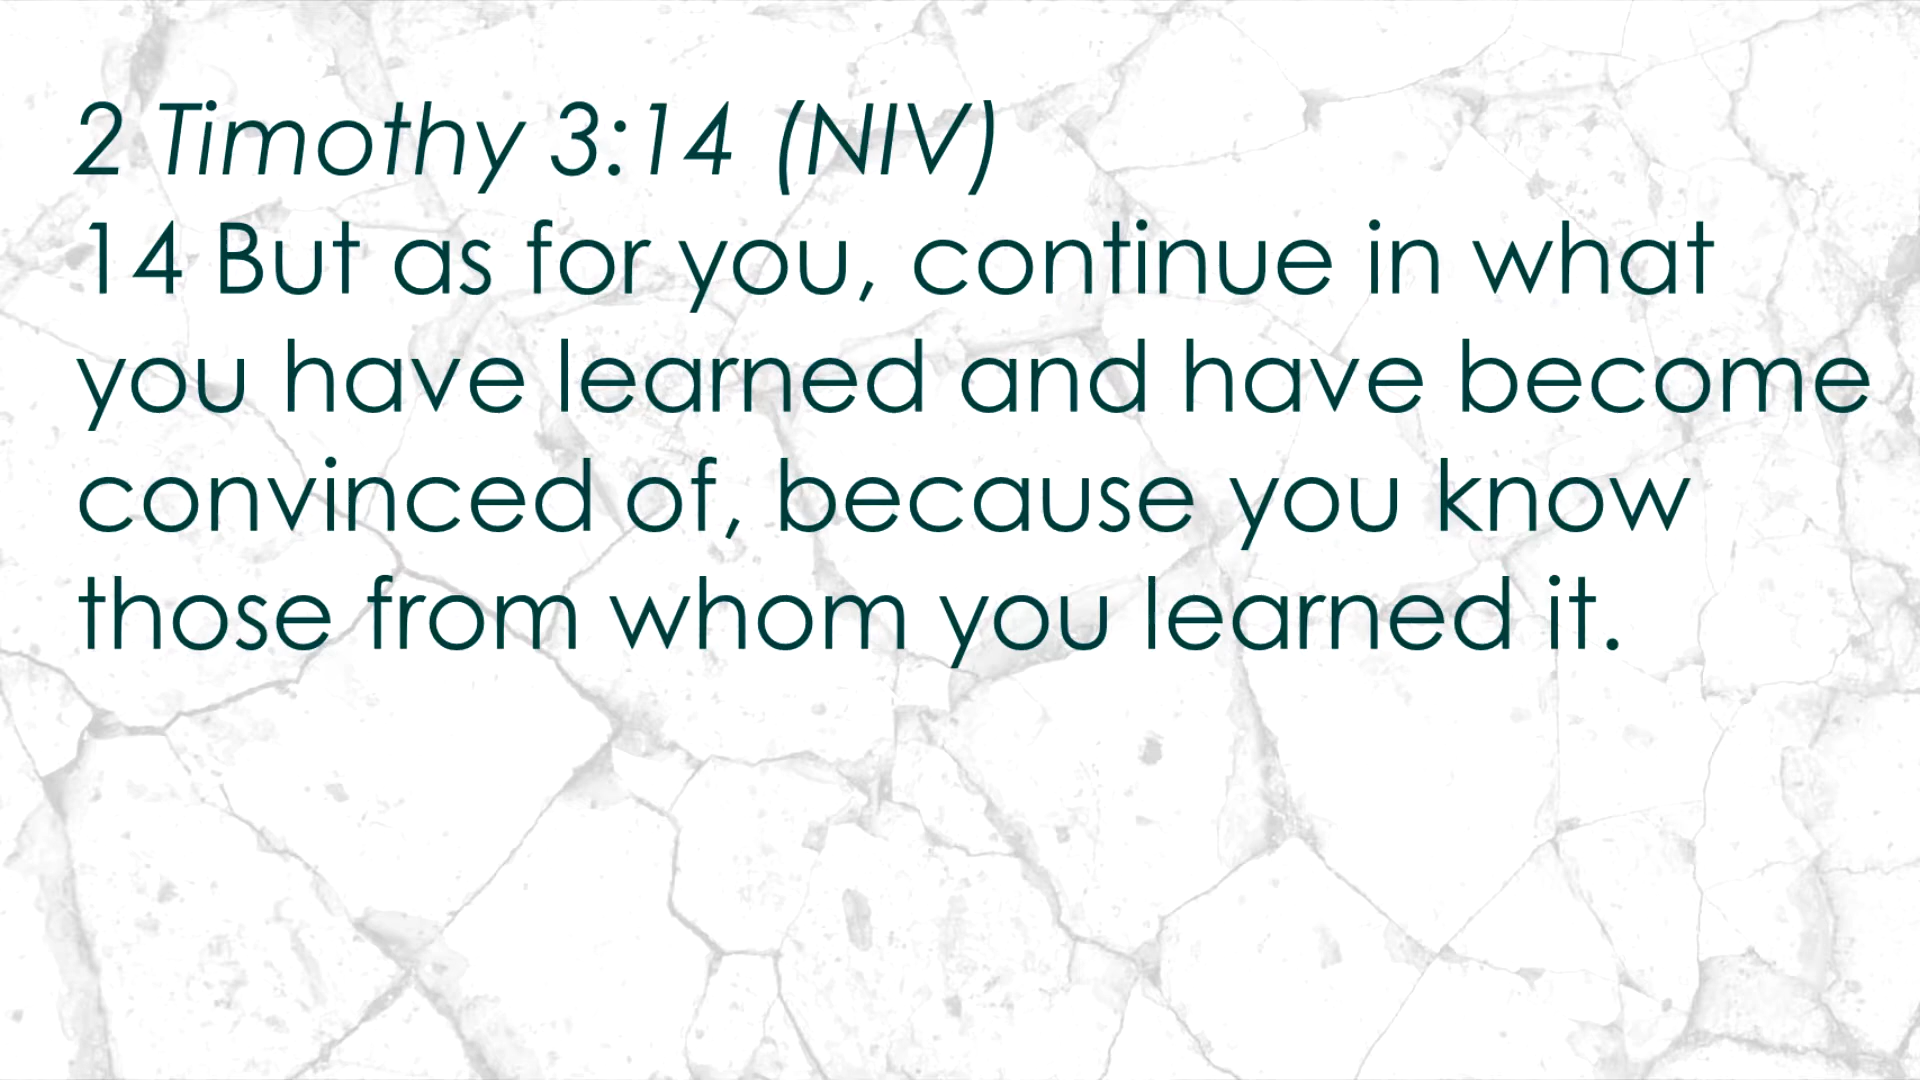 2 Timothy 3:14 (NIV)
14 But as for you, continue in what
you have learned and have become
convinced of, because you know
those from whom you learned it.